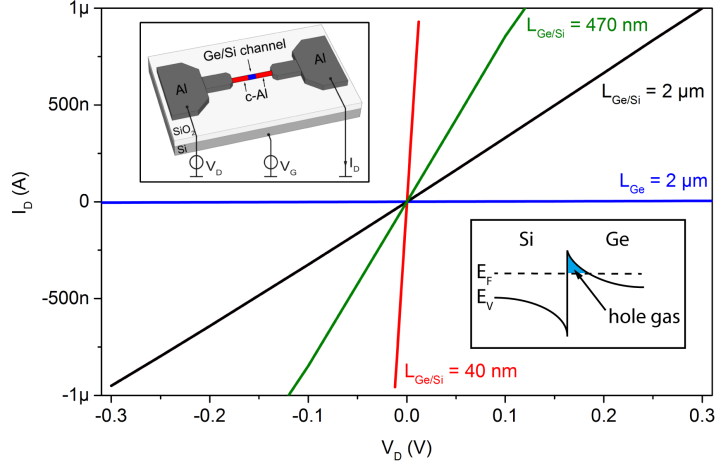 1µ
500n
0
-500n
-1µ
I_D (A)
-0.3
-0.2
-0.1
0.0
0.1
0.2
0.3
V_D (V)
L_Ge/Si = 470 nm
L_Ge/Si = 2 µm
L_Ge = 2 µm
L_Ge/Si = 40 nm
Ge/Si channel
Al
Al
c-Al
SiO₂
Si
V_D
V_G
I_D
Si
Ge
E_F
E_V
hole gas